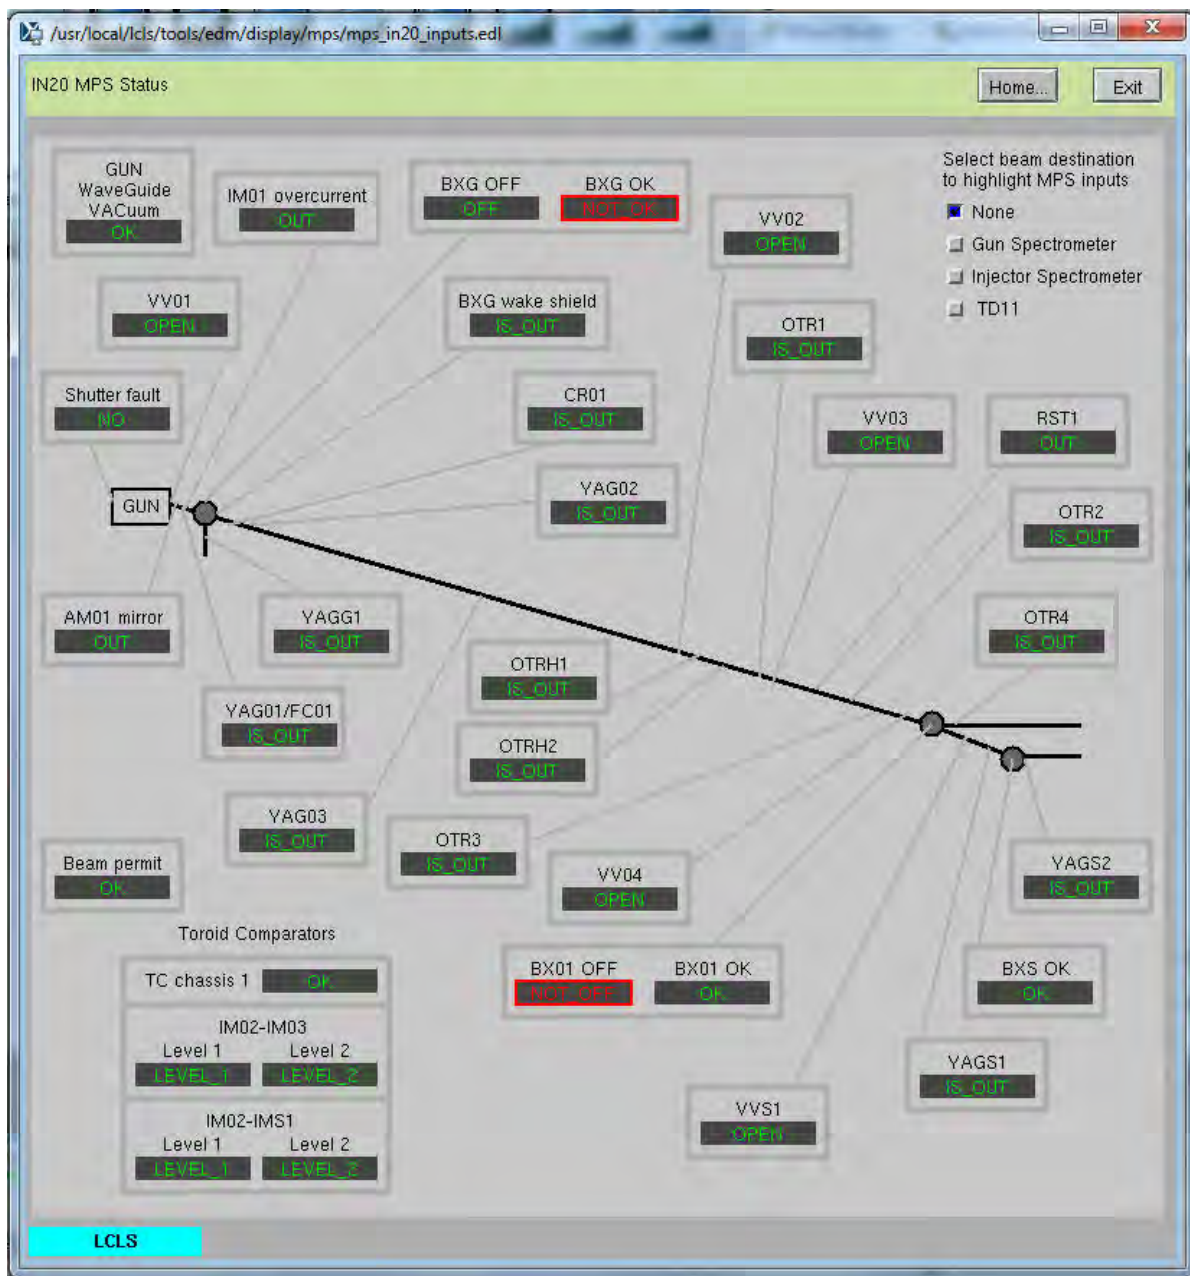 /usr/local/lcls/tools/edm/display/mps/mps_in20_inputs.edl
IN20 MPS Status
Home...
Exit
GUN
WaveGuide
VACuum
OK
IM01 overcurrent
OUT
BXG OFF
OFF
BXG OK
NOT_OK
VV02
OPEN
Select beam destination
to highlight MPS inputs
None
Gun Spectrometer
Injector Spectrometer
TD11
VV01
OPEN
BXG wake shield
IS_OUT
OTR1
IS_OUT
Shutter fault
NO
CR01
IS_OUT
VV03
OPEN
RST1
OUT
GUN
YAG02
IS_OUT
OTR2
IS_OUT
AM01 mirror
OUT
YAGG1
IS_OUT
OTR4
IS_OUT
OTRH1
IS_OUT
YAG01/FC01
IS_OUT
OTRH2
IS_OUT
YAG03
IS_OUT
OTR3
IS_OUT
Beam permit
OK
VV04
OPEN
YAGS2
IS_OUT
Toroid Comparators
TC chassis 1
OK
BX01 OFF
NOT_OFF
BX01 OK
OK
BXS OK
OK
IM02-IM03
Level 1 Level 2
LEVEL_1 LEVEL_2
YAGS1
IS_OUT
IM02-IMS1
Level 1 Level 2
LEVEL_1 LEVEL_2
VVS1
OPEN
LCLS